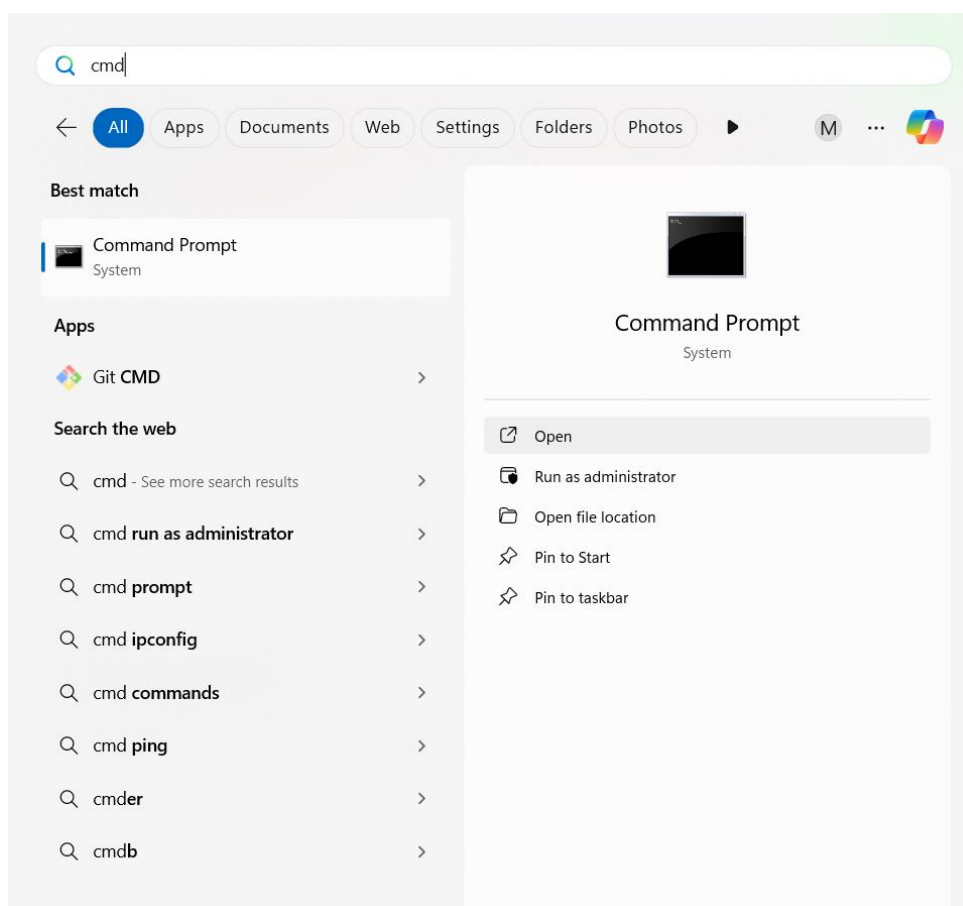 cmd
All Apps Documents Web Settings Folders Photos M ...
Best match
Command Prompt
System
Apps
Git CMD
Search the web
cmd - See more search results
cmd run as administrator
cmd prompt
cmd ipconfig
cmd commands
cmd ping
cmder
cmdb
Command Prompt
System
Open
Run as administrator
Open file location
Pin to Start
Pin to taskbar